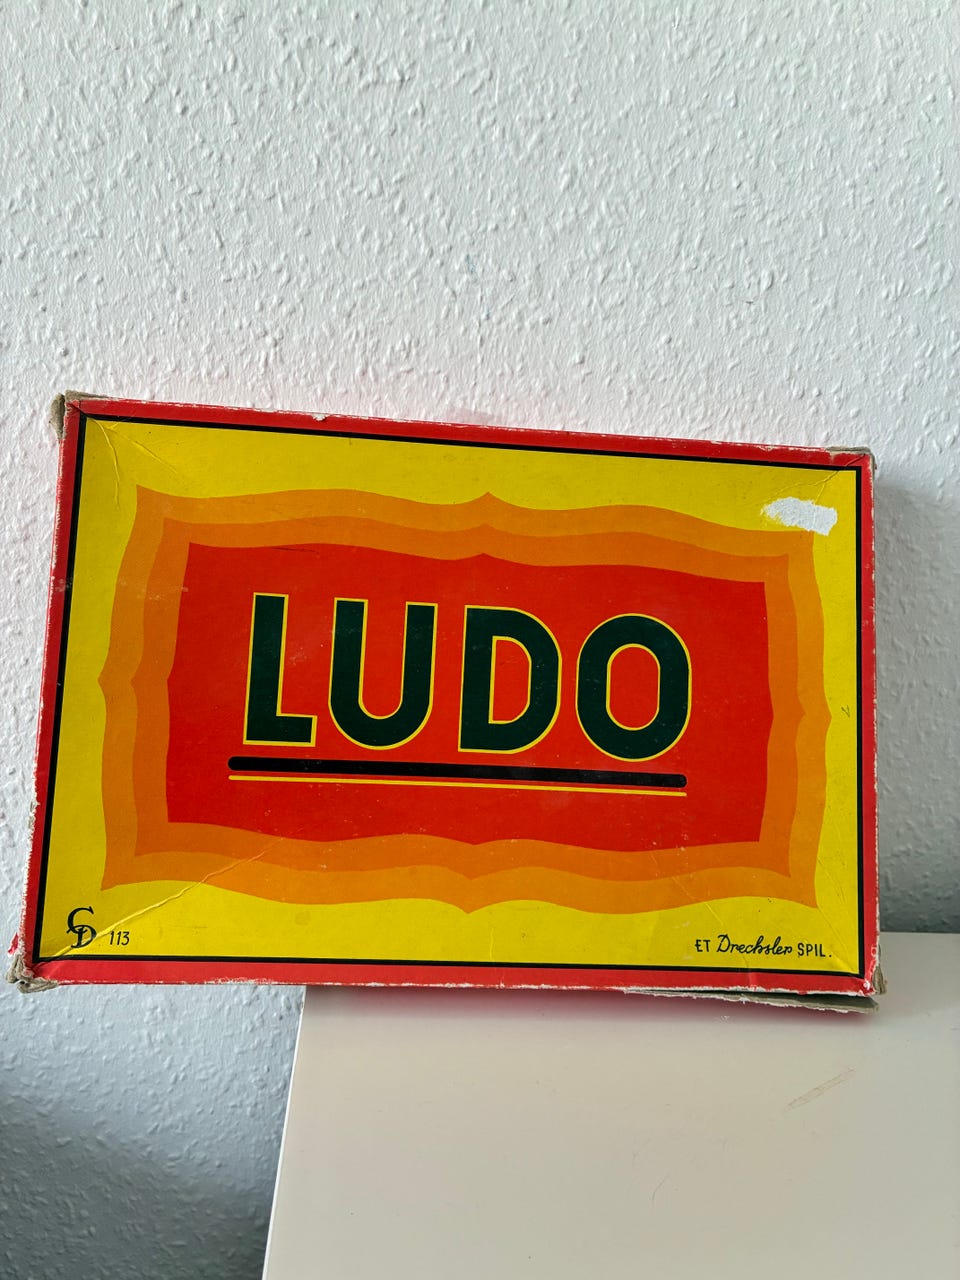 LUDO
CD 113
ET Drechsler SPIL.